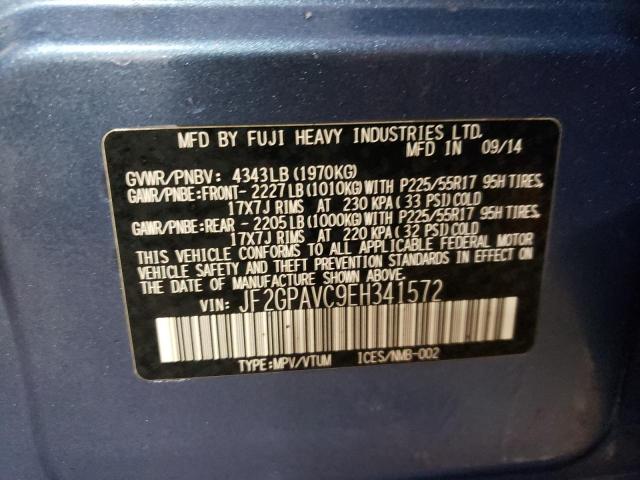 MFD BY FUJI HEAVY INDUSTRIES LTD.
MFD IN 09/14
GVWR/PNBV: 4343LB(1970KG)
GAWR/PNBE:FRONT- 2227LB(1010KG)WITH P225/55R17 95H TIRES,
17X7J RIMS AT 230 KPA( 33 PSI)COLD
GAWR/PNBE:REAR - 2205LB(1000KG)WITH P225/55R17 95H TIRES,
17X7J RIMS AT 220 KPA( 32 PSI)COLD
THIS VEHICLE CONFORMS TO ALL APPLICABLE FEDERAL MOTOR
VEHICLE SAFETY AND THEFT PREVENTION STANDARDS IN EFFECT ON
THE DATE OF MANUFACTURE SHOWN ABOVE.
VIN: JF2GPAVC9EH341572
TYPE:MPV/VTUM ICES/NMB-002